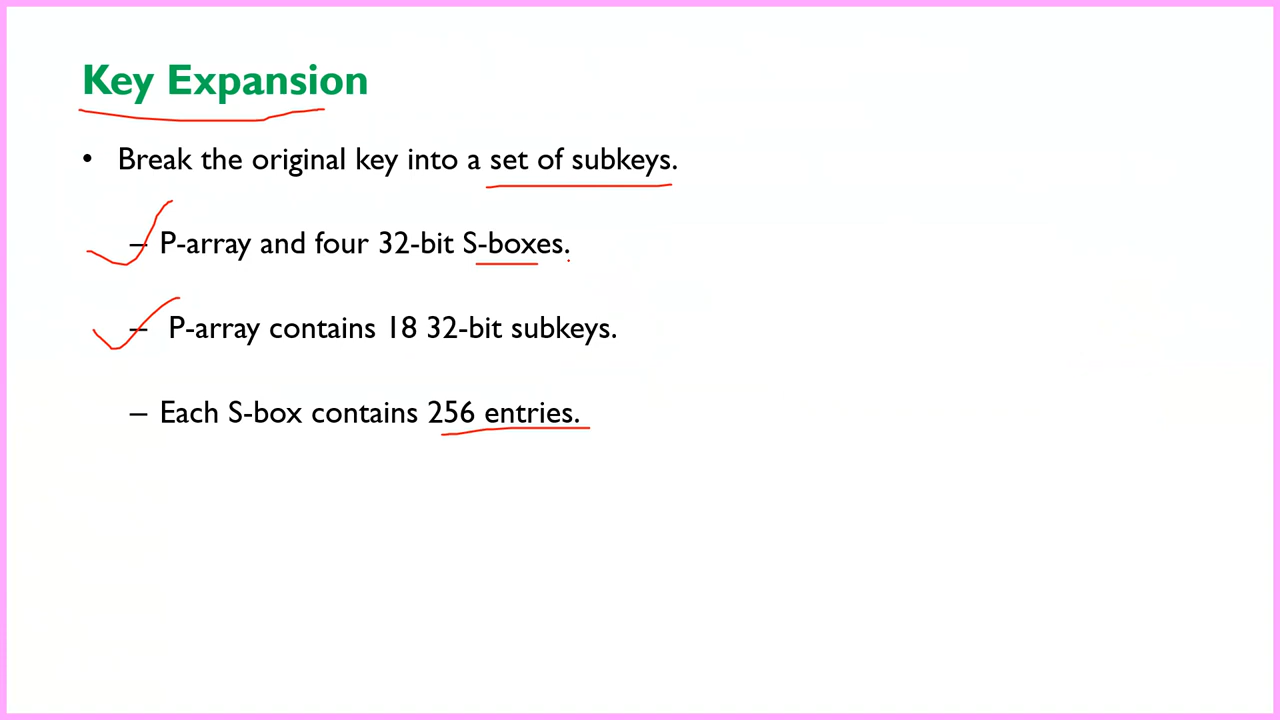 Key Expansion
• Break the original key into a set of subkeys.
– P-array and four 32-bit S-boxes.
– P-array contains 18 32-bit subkeys.
– Each S-box contains 256 entries.